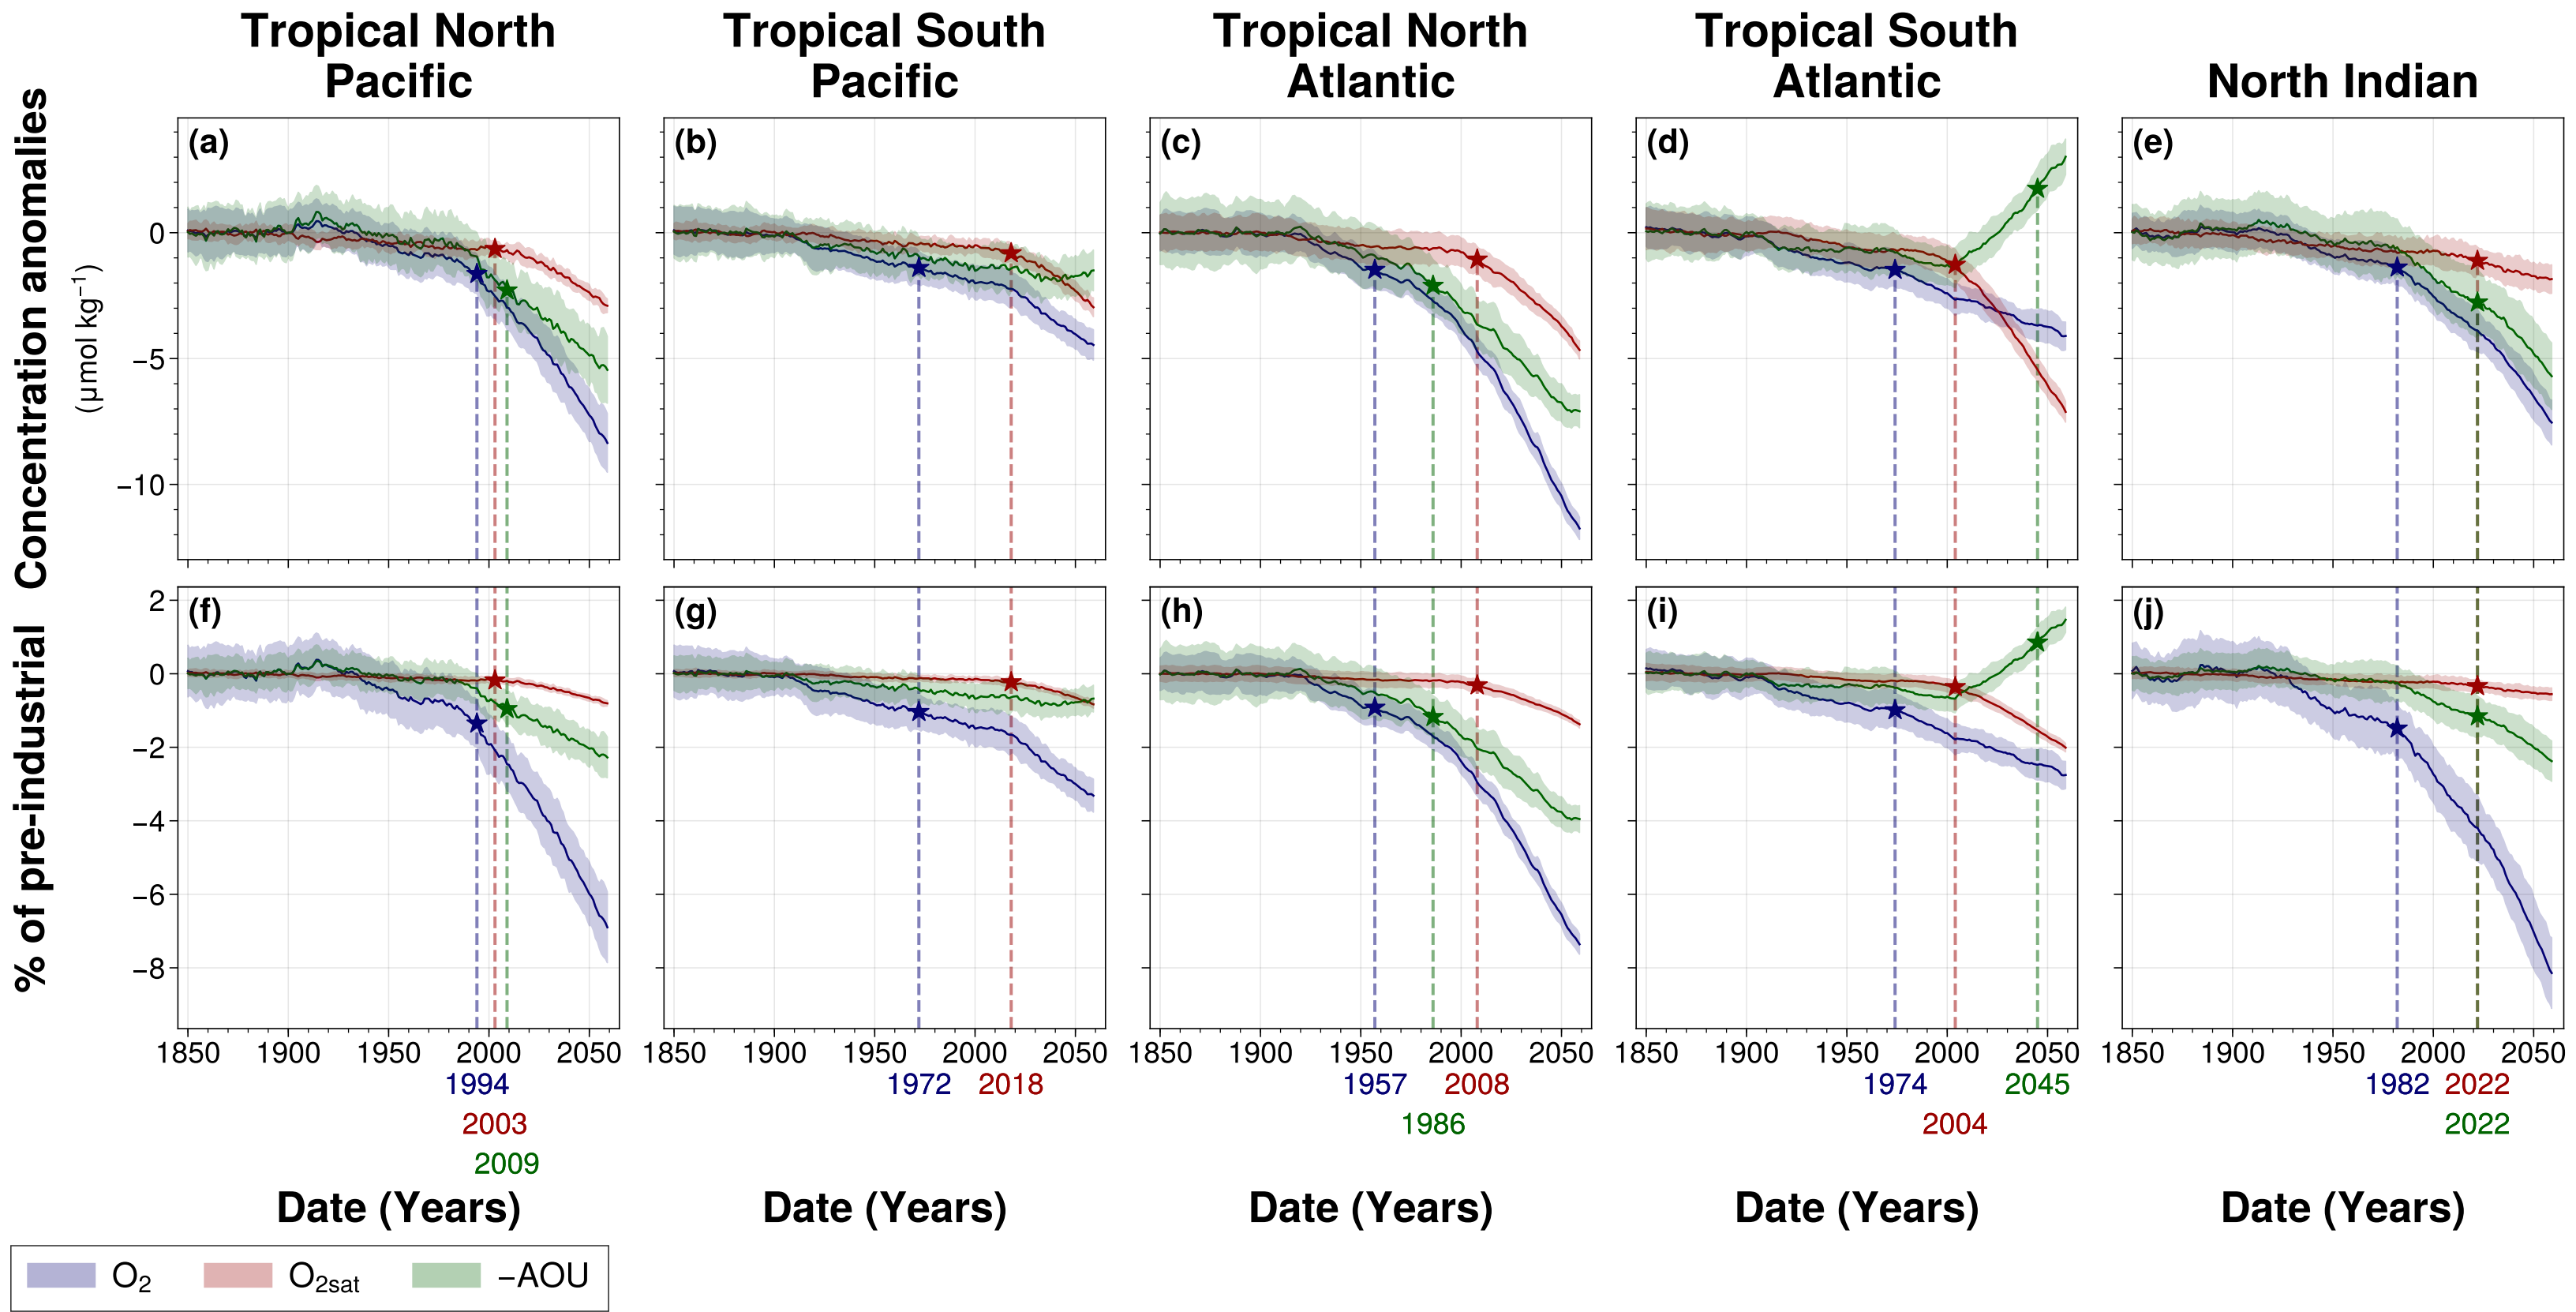 Tropical North
Pacific
Tropical South
Pacific
Tropical North
Atlantic
Tropical South
Atlantic
North Indian
Concentration anomalies
(μmol kg⁻¹)
(a)
(b)
(c)
(d)
(e)
0
−5
−10
% of pre-industrial
(f)
(g)
(h)
(i)
(j)
2
0
−2
−4
−6
−8
1850 1900 1950 2000 2050
1850 1900 1950 2000 2050
1850 1900 1950 2000 2050
1850 1900 1950 2000 2050
1850 1900 1950 2000 2050
1994
2003
2009
1972 2018
1957 2008
1986
1974 2045
2004
1982 2022
2022
Date (Years)
Date (Years)
Date (Years)
Date (Years)
Date (Years)
O₂ O₂sat −AOU